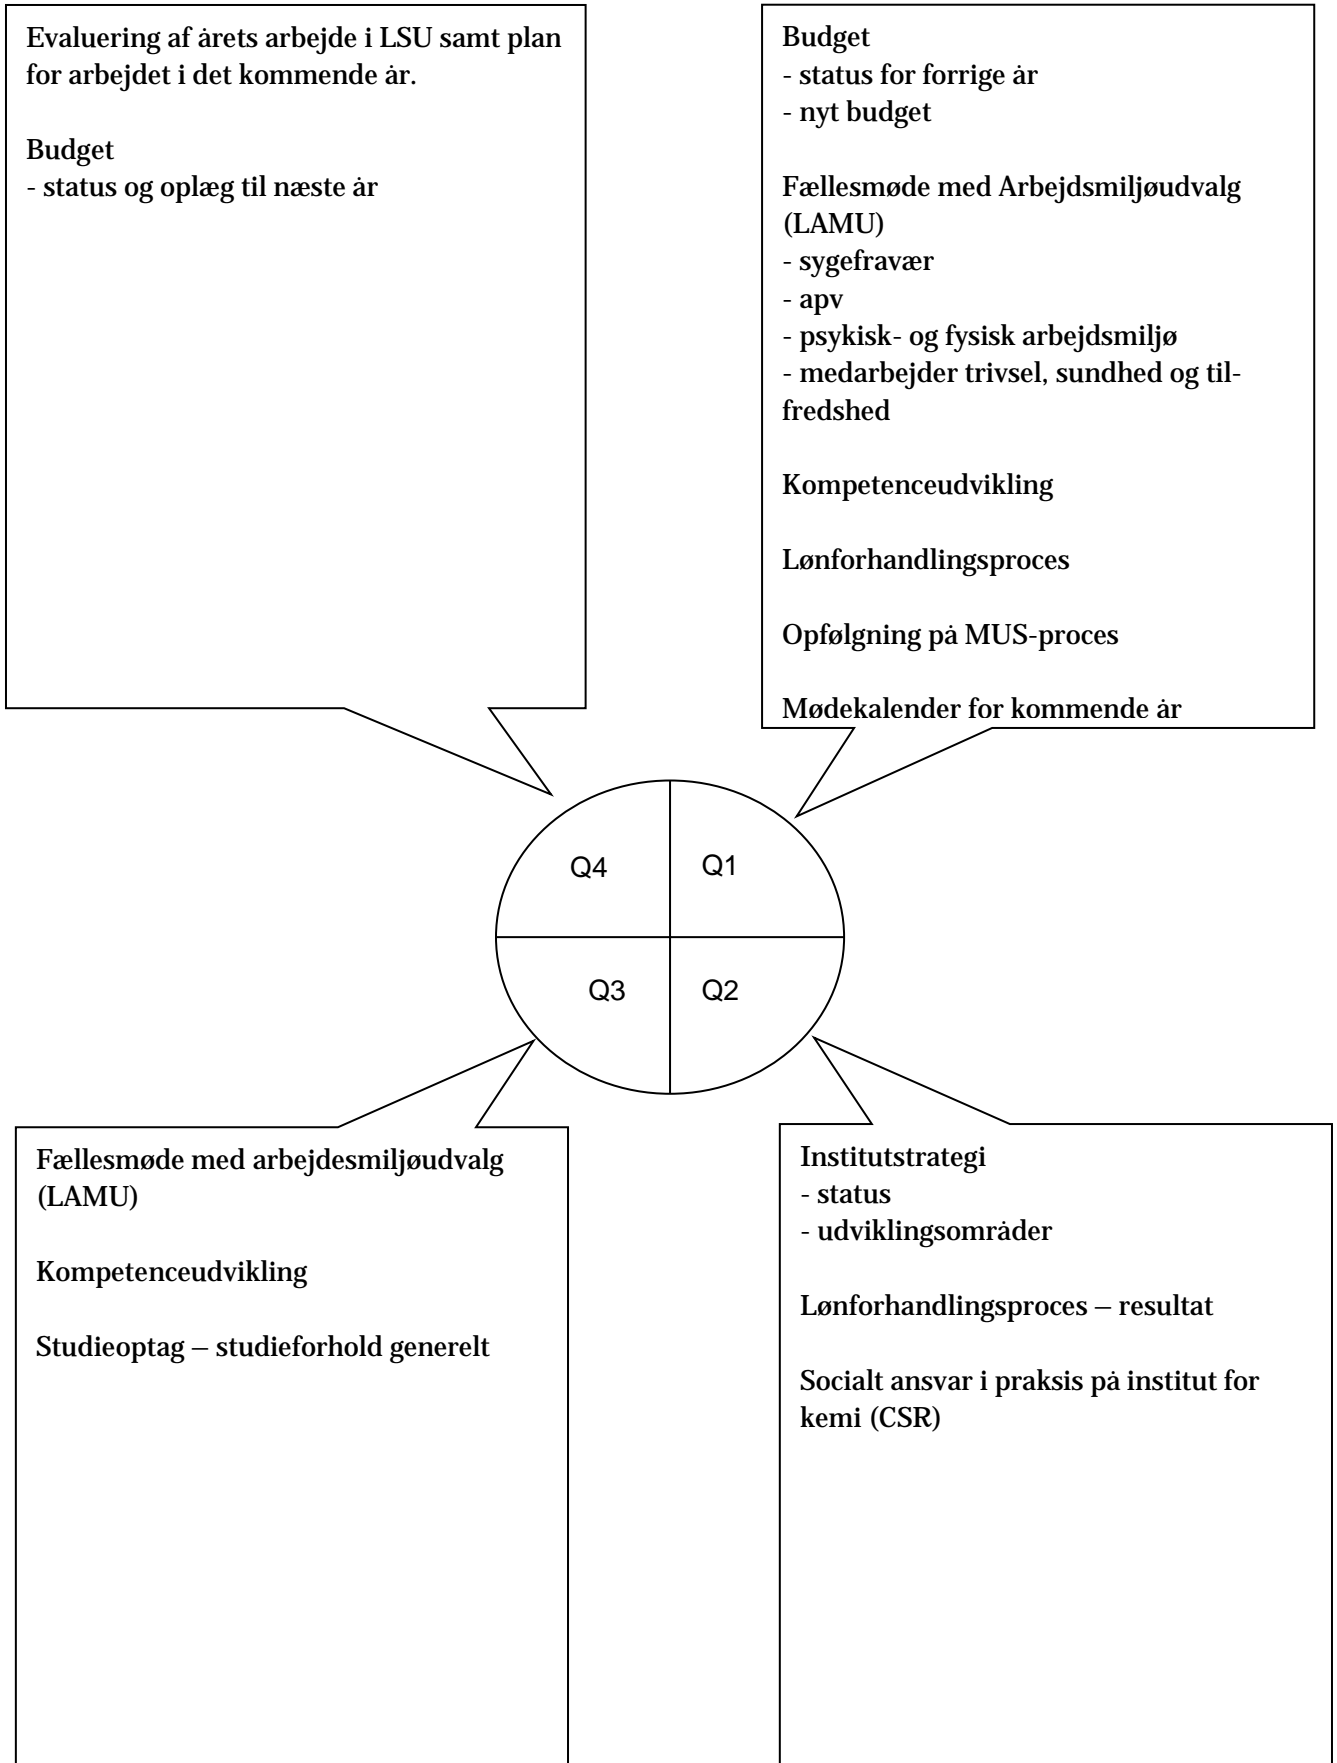 Evaluering af årets arbejde i LSU samt plan
for arbejdet i det kommende år.
Budget
- status og oplæg til næste år
Budget
- status for forrige år
- nyt budget
Fællesmøde med Arbejdsmiljøudvalg
(LAMU)
- sygefravær
- apv
- psykisk- og fysisk arbejdsmiljø
- medarbejder trivsel, sundhed og til-
fredshed
Kompetenceudvikling
Lønforhandlingsproces
Opfølgning på MUS-proces
Mødekalender for kommende år
Q4
Q1
Q3
Q2
Fællesmøde med arbejdesmiljøudvalg
(LAMU)
Kompetenceudvikling
Studieoptag – studieforhold generelt
Institutstrategi
- status
- udviklingsområder
Lønforhandlingsproces – resultat
Socialt ansvar i praksis på institut for
kemi (CSR)